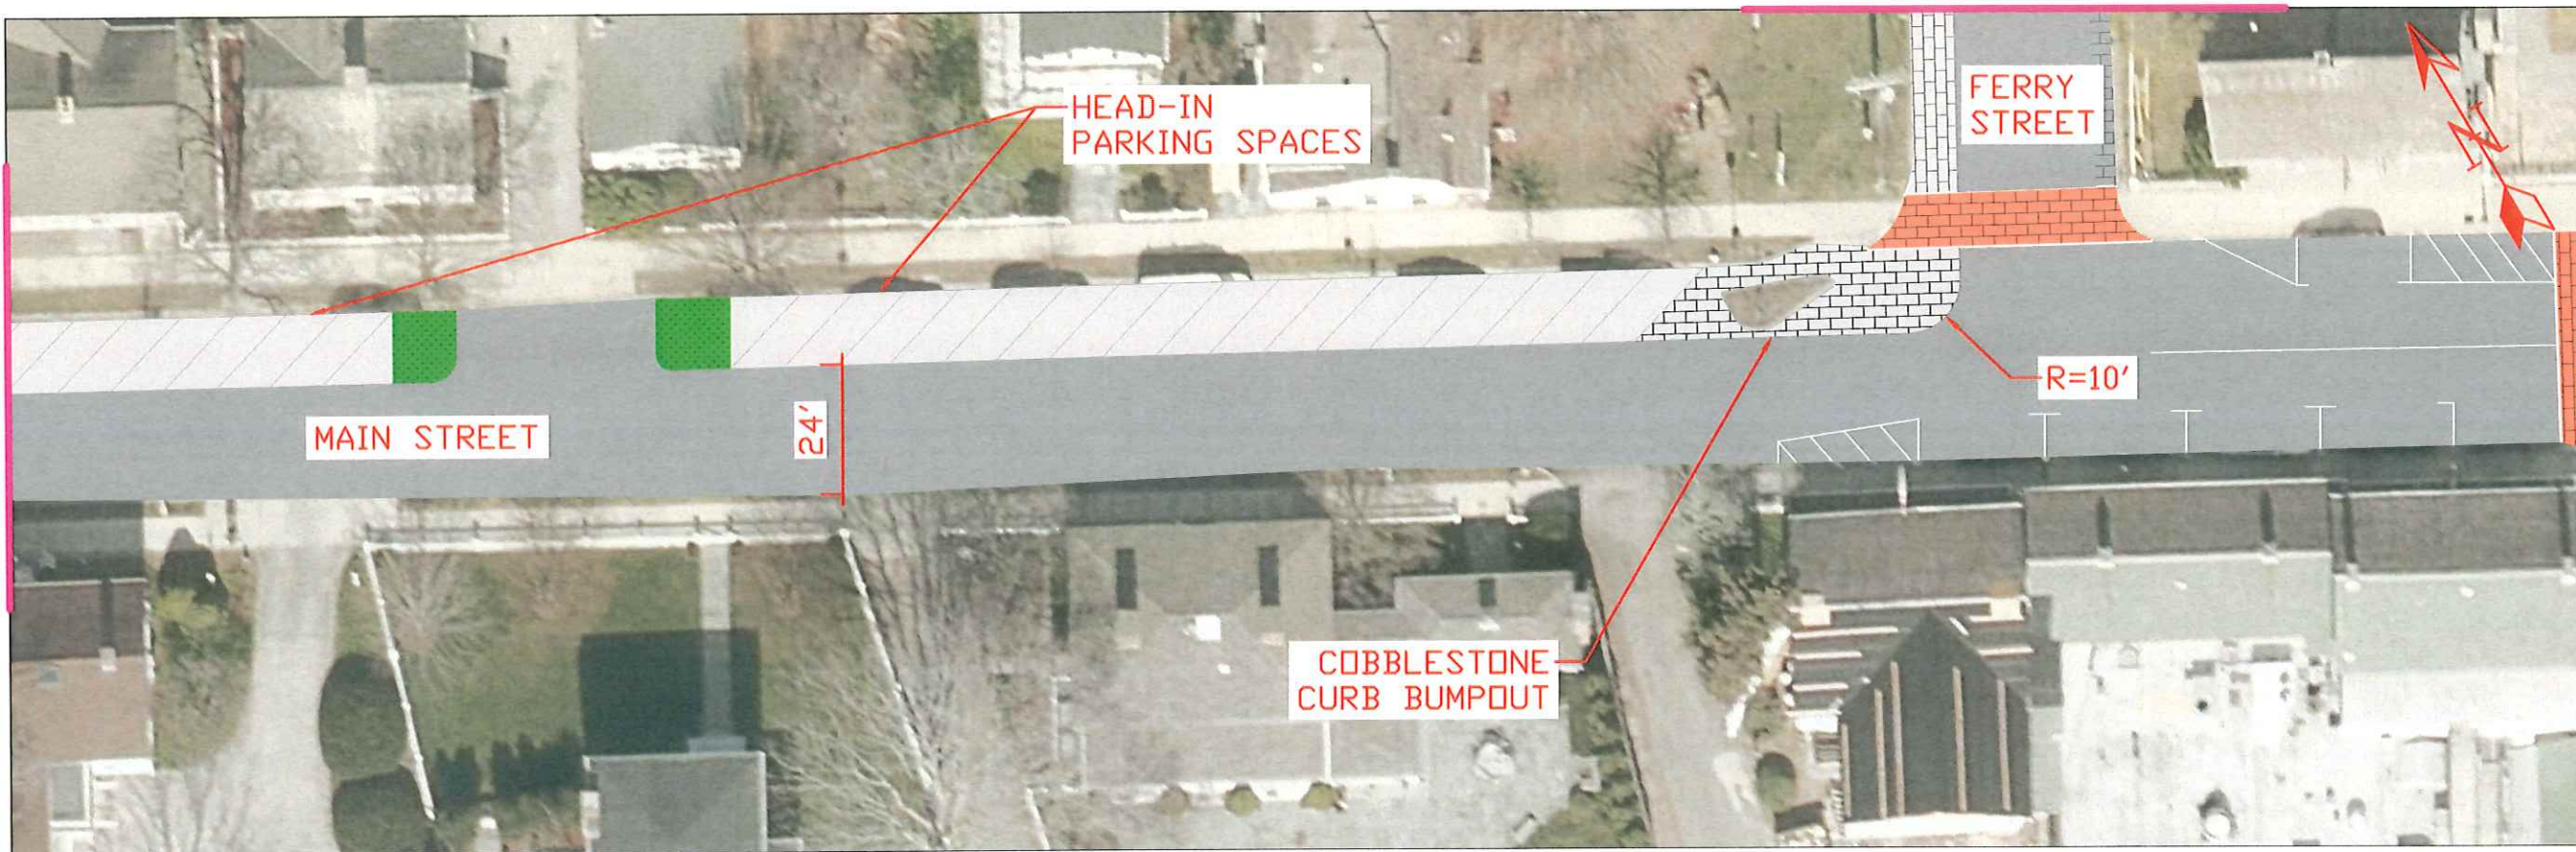 HEAD-IN
PARKING SPACES
FERRY
STREET
N
R=10'
MAIN STREET
24'
COBBLESTONE
CURB BUMPOUT